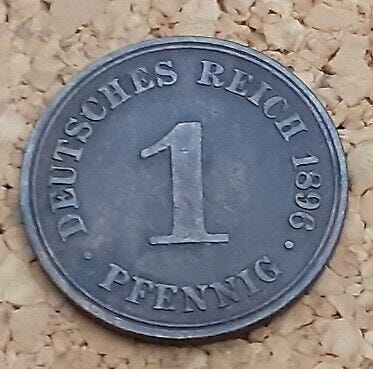 DEUTSCHES REICH 1896
1
· PFENNIG ·